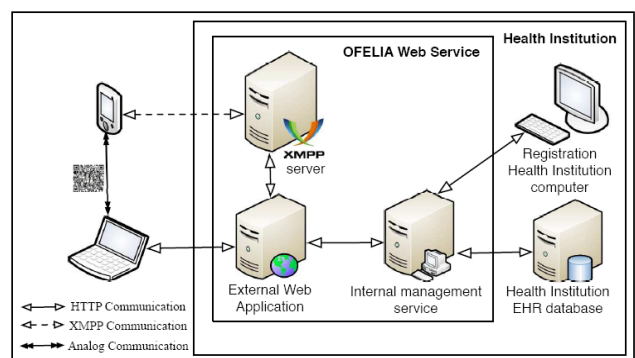 OFELIA Web Service
Health Institution
XMPP
server
Registration
Health Institution
computer
External Web
Application
Internal management
service
Health Institution
EHR database
HTTP Communication
XMPP Communication
Analog Communication